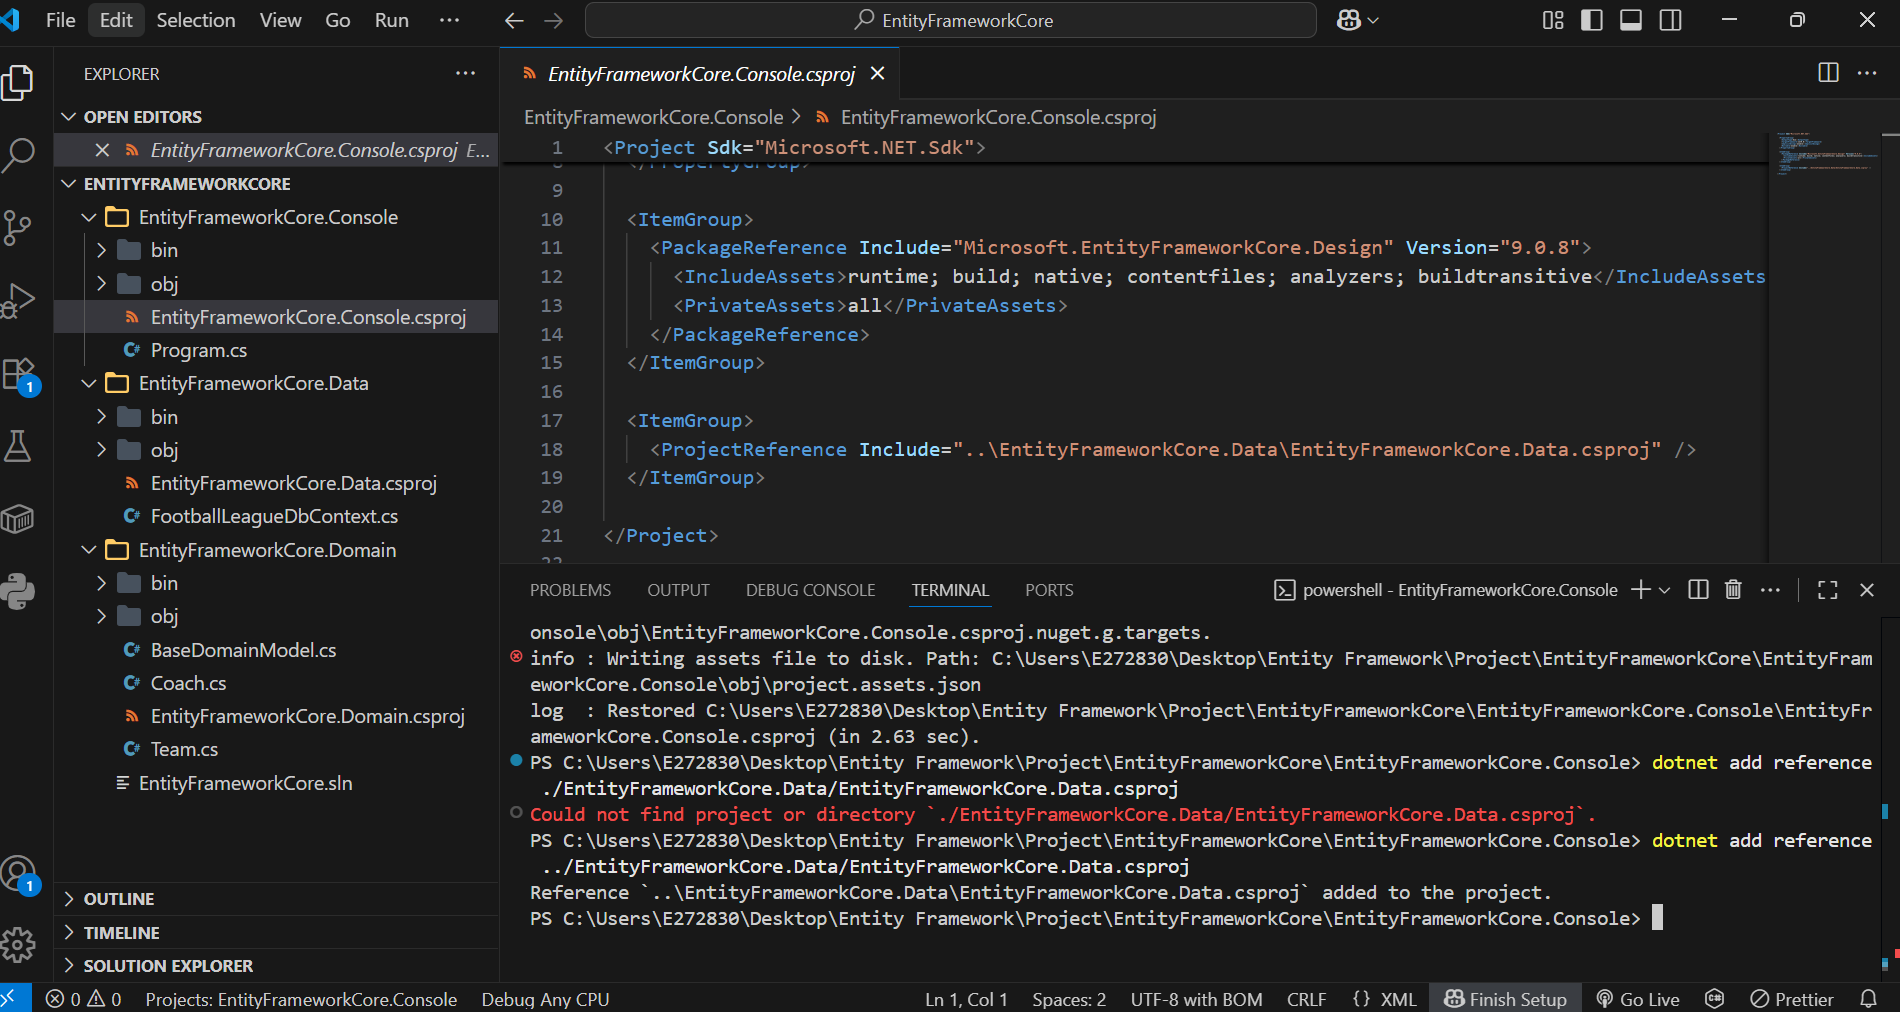 File Edit Selection View Go Run ··· EntityFrameworkCore
EXPLORER
OPEN EDITORS
EntityFrameworkCore.Console.csproj E...
ENTITYFRAMEWORKCORE
EntityFrameworkCore.Console
bin
obj
EntityFrameworkCore.Console.csproj
Program.cs
EntityFrameworkCore.Data
bin
obj
EntityFrameworkCore.Data.csproj
FootballLeagueDbContext.cs
EntityFrameworkCore.Domain
bin
obj
BaseDomainModel.cs
Coach.cs
EntityFrameworkCore.Domain.csproj
Team.cs
EntityFrameworkCore.sln
OUTLINE
TIMELINE
SOLUTION EXPLORER
1
1
EntityFrameworkCore.Console.csproj
EntityFrameworkCore.Console > EntityFrameworkCore.Console.csproj
1 <Project Sdk="Microsoft.NET.Sdk">
8 </PropertyGroup>
9
10 <ItemGroup>
11 <PackageReference Include="Microsoft.EntityFrameworkCore.Design" Version="9.0.8">
12 <IncludeAssets>runtime; build; native; contentfiles; analyzers; buildtransitive</IncludeAssets
13 <PrivateAssets>all</PrivateAssets>
14 </PackageReference>
15 </ItemGroup>
16
17 <ItemGroup>
18 <ProjectReference Include="..\EntityFrameworkCore.Data\EntityFrameworkCore.Data.csproj" />
19 </ItemGroup>
20
21 </Project>
PROBLEMS OUTPUT DEBUG CONSOLE TERMINAL PORTS powershell - EntityFrameworkCore.Console
onsole\obj\EntityFrameworkCore.Console.csproj.nuget.g.targets.
info : Writing assets file to disk. Path: C:\Users\E272830\Desktop\Entity Framework\Project\EntityFrameworkCore\EntityFram
eworkCore.Console\obj\project.assets.json
log  : Restored C:\Users\E272830\Desktop\Entity Framework\Project\EntityFrameworkCore\EntityFrameworkCore.Console\EntityFr
ameworkCore.Console.csproj (in 2.63 sec).
PS C:\Users\E272830\Desktop\Entity Framework\Project\EntityFrameworkCore\EntityFrameworkCore.Console> dotnet add reference
./EntityFrameworkCore.Data/EntityFrameworkCore.Data.csproj
Could not find project or directory `./EntityFrameworkCore.Data/EntityFrameworkCore.Data.csproj`.
PS C:\Users\E272830\Desktop\Entity Framework\Project\EntityFrameworkCore\EntityFrameworkCore.Console> dotnet add reference
../EntityFrameworkCore.Data/EntityFrameworkCore.Data.csproj
Reference `..\EntityFrameworkCore.Data\EntityFrameworkCore.Data.csproj` added to the project.
PS C:\Users\E272830\Desktop\Entity Framework\Project\EntityFrameworkCore\EntityFrameworkCore.Console>
0 0 Projects: EntityFrameworkCore.Console Debug Any CPU Ln 1, Col 1 Spaces: 2 UTF-8 with BOM CRLF {} XML Finish Setup Go Live Prettier